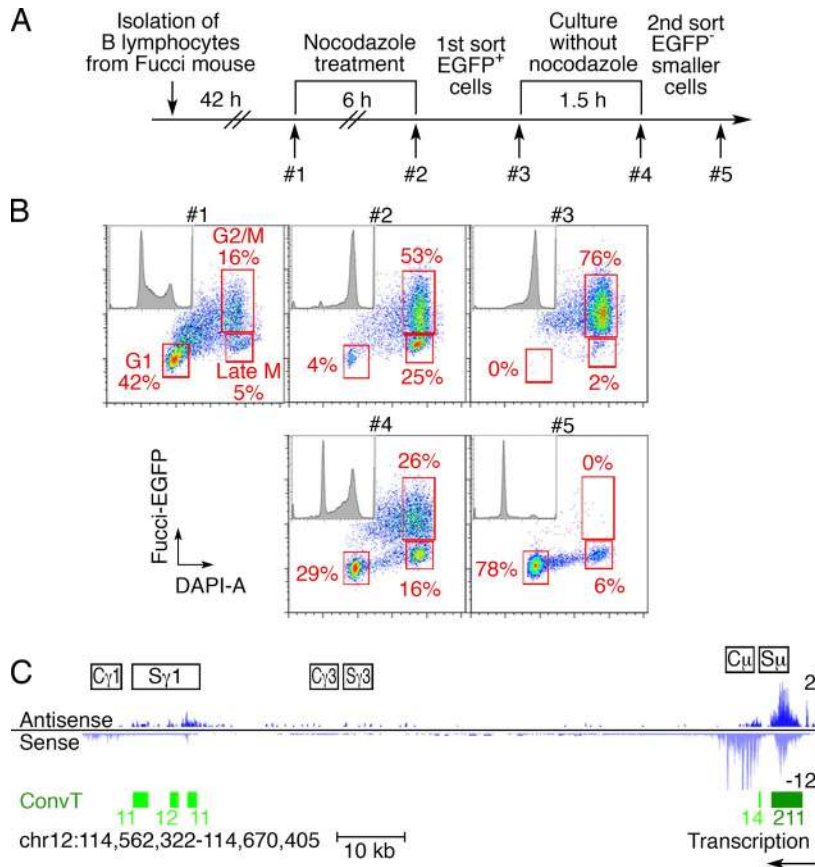 A
Isolation of
B lymphocytes
from Fucci mouse
Nocodazole
treatment
1st sort
EGFP+
cells
Culture
without
nocodazole
2nd sort
EGFP-
smaller
cells
42 h
6 h
1.5 h
#1
#2
#3
#4
#5
B
#1
#2
#3
G2/M
16%
G1
42%
Late M
5%
53%
4%
25%
76%
0%
2%
#4
#5
26%
29%
16%
0%
78%
6%
Fucci-EGFP
DAPI-A
C
Cγ1
Sγ1
Cγ3
Sγ3
Cμ
Sμ
2
Antisense
Sense
-12
ConvT
11
12
11
14
211
chr12:114,562,322-114,670,405
10 kb
Transcription